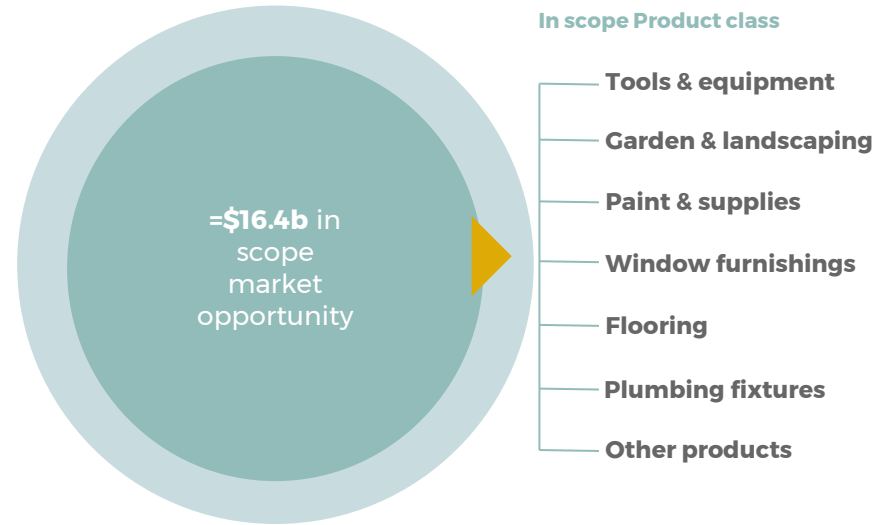 In scope Product class
Tools & equipment
Garden & landscaping
Paint & supplies
Window furnishings
Flooring
Plumbing fixtures
Other products
=$16.4b in
scope
market
opportunity